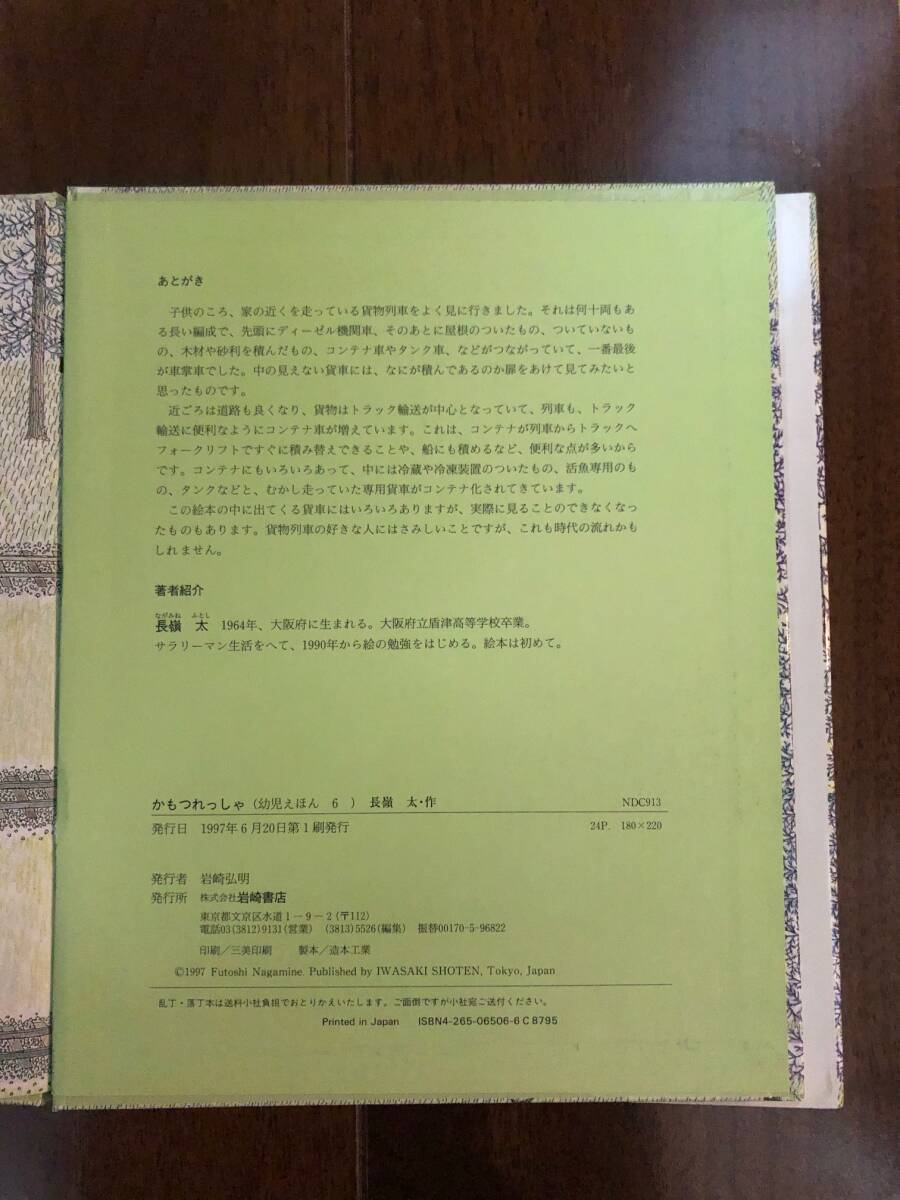 あとがき
子供のころ、家の近くを走っている貨物列車をよく見に行きました。それは何十両もあ
る長い編成で、先頭にディーゼル機関車、そのあとに屋根のついたもの、ついていないも
の、木材や砂利を積んだもの、コンテナ車やタンク車、などがつながっていて、一番最後
が車掌車でした。中の見えない貨車には、なにが積んであるのか扉をあけて見てみたいと
思ったものです。
近ごろは道路も良くなり、貨物はトラック輸送が中心となっていて、列車も、トラック
輸送に便利なようにコンテナ車が増えています。これは、コンテナが列車からトラックへ
フォークリフトですぐに積み替えできることや、船にも積めるなど、便利な点が多いから
です。コンテナにもいろいろあって、中には冷蔵や冷凍装置のついたもの、活魚専用のも
の、タンクなどと、むかし走っていた専用貨車がコンテナ化されてきています。
この絵本の中に出てくる貨車にはいろいろありますが、実際に見ることのできなくなっ
たものもあります。貨物列車の好きな人にはさみしいことですが、これも時代の流れかも
しれません。
著者紹介
ながみね ふとし
長嶺 太 1964年、大阪府に生まれる。大阪府立盾津高等学校卒業。
サラリーマン生活をへて、1990年から絵の勉強をはじめる。絵本は初めて。
かもつれっしゃ（幼児えほん 6 ） 長嶺 太・作 NDC913
発行日 1997年6月20日第1刷発行 24P. 180×220
発行者 岩崎弘明
発行所 株式会社岩崎書店
東京都文京区水道1－9－2（〒112）
電話03(3812)9131(営業) (3813)5526(編集) 振替00170-5-96822
印刷／三美印刷 製本／造本工業
©1997 Futoshi Nagamine. Published by IWASAKI SHOTEN, Tokyo, Japan
乱丁・落丁本は送料小社負担でおとりかえいたします。ご面倒ですが小社宛ご送付ください。
Printed in Japan ISBN4-265-06506-6 C8795